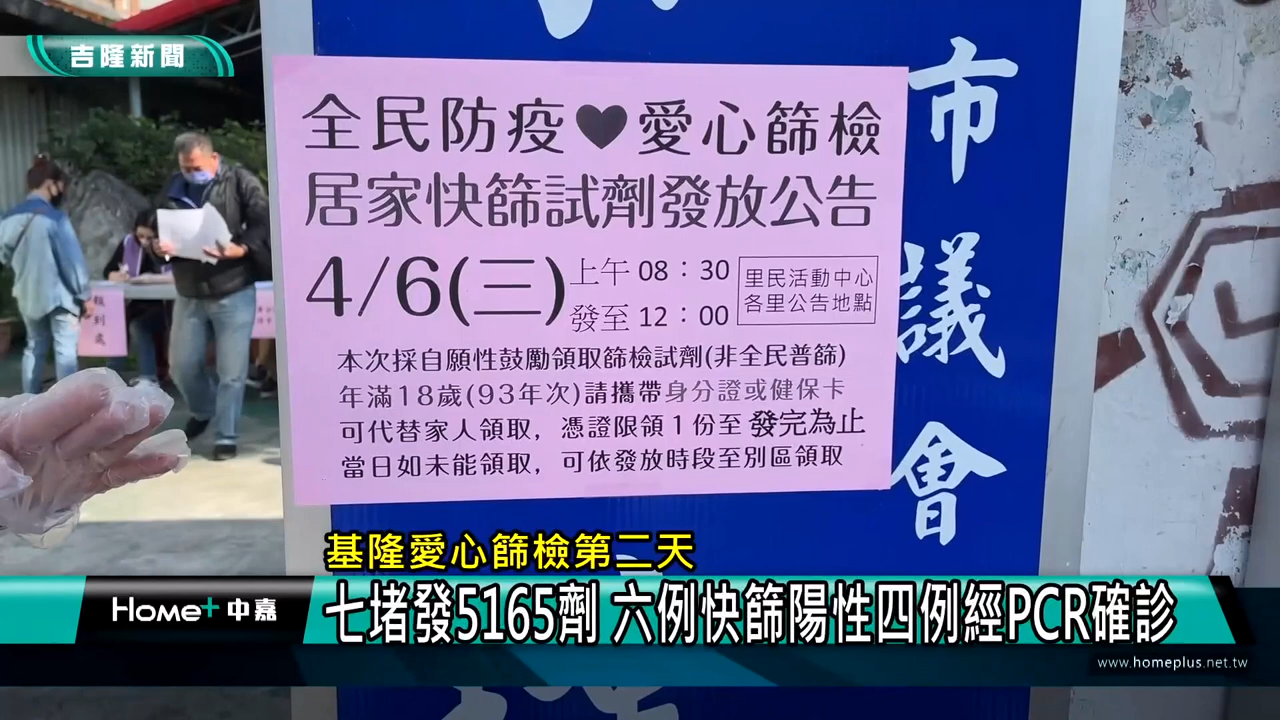 吉隆新聞
全民防疫♥愛心篩檢
居家快篩試劑發放公告
4/6(三)
上午 08：30
發至 12：00
里民活動中心
各里公告地點
本次採自願性鼓勵領取篩檢試劑(非全民普篩)
年滿18歲(93年次)請攜帶身分證或健保卡
可代替家人領取，憑證限領1份至 發完為止
當日如未能領取，可依發放時段至別區領取
市議會
報到處
基隆愛心篩檢第二天
Home+ 中嘉
七堵發5165劑 六例快篩陽性四例經PCR確診
www.homeplus.net.tw